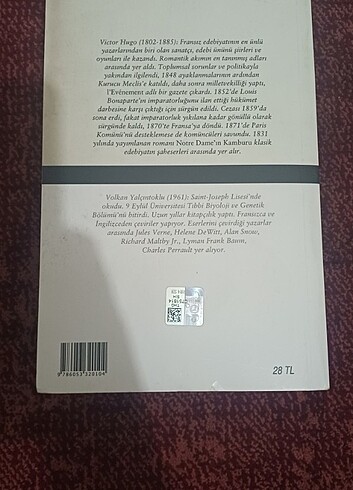 Victor Hugo (1802-1885): Fransız edebiyatının en ünlü
yazarlarından biri olan sanatçı, edebi ününü şiirleri ve
oyunları ile kazandı. Romantik akımın en tanınmış adları
arasında yer aldı. Toplumsal sorunlar ve politikayla
yakından ilgilendi, 1848 ayaklanmalarının ardından
Kurucu Meclis'e katıldı, daha sonra milletvekilliği yaptı,
l'Evènement adlı bir gazete çıkardı. 1852'de Louis
Bonaparte'ın imparatorluğunu ilan ettiği hükümet
darbesine karşı çıktığı için sürgün edildi. Cezası 1859'da
sona erdi, fakat imparatorluk yıkılana kadar gönüllü olarak
sürgünde kaldı, 1870'te Fransa'ya döndü. 1871'de Paris
Komünü'nü desteklemese de komüncüleri savundu. 1831
yılında yayımlanan romanı Notre Dame'ın Kamburu klasik
edebiyatın şaheserleri arasında yer alır.
Volkan Yalçıntoklu (1961): Saint-Joseph Lisesi'nde
okudu. 9 Eylül Üniversitesi Tıbbi Biyoloji ve Genetik
Bölümü'nü bitirdi. Uzun yıllar kitapçılık yaptı. Fransızca ve
İngilizceden çeviriler yapıyor. Eserlerini çevirdiği yazarlar
arasında Jules Verne, Helene DeWitt, Alan Snow,
Richard Maltby Jr., Lyman Frank Baum,
Charles Perrault yer alıyor.
9 786053 320104
28 TL